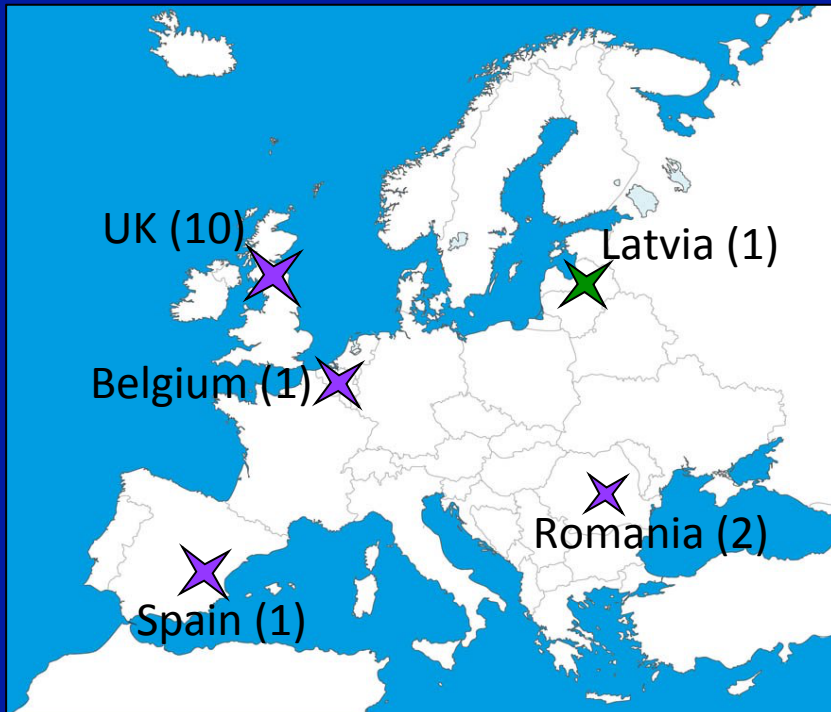 UK (10)
Latvia (1)
Belgium (1)
Romania (2)
Spain (1)